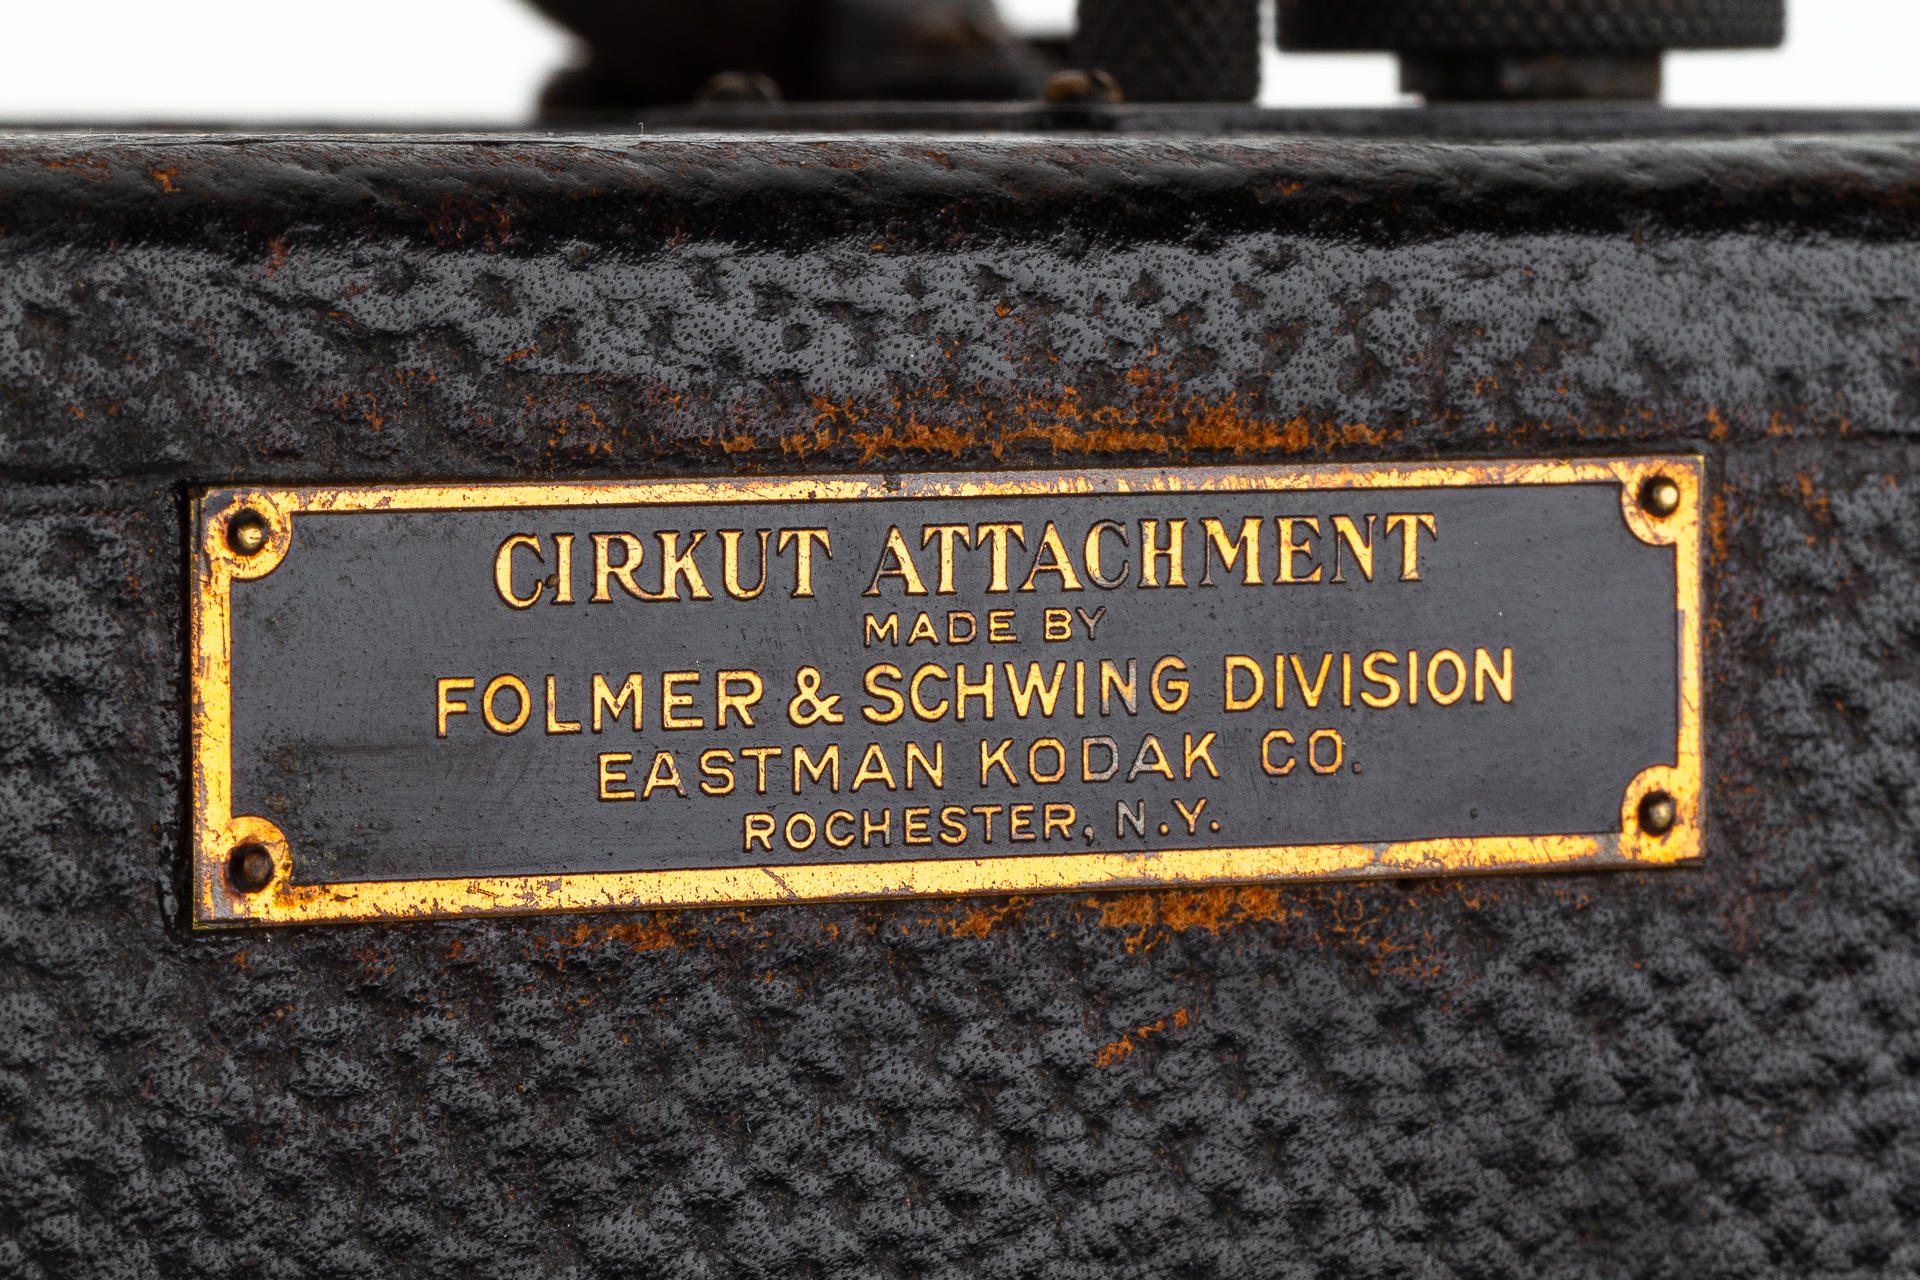 CIRKUT ATTACHMENT
MADE BY
FOLMER & SCHWING DIVISION
EASTMAN KODAK CO.
ROCHESTER, N.Y.